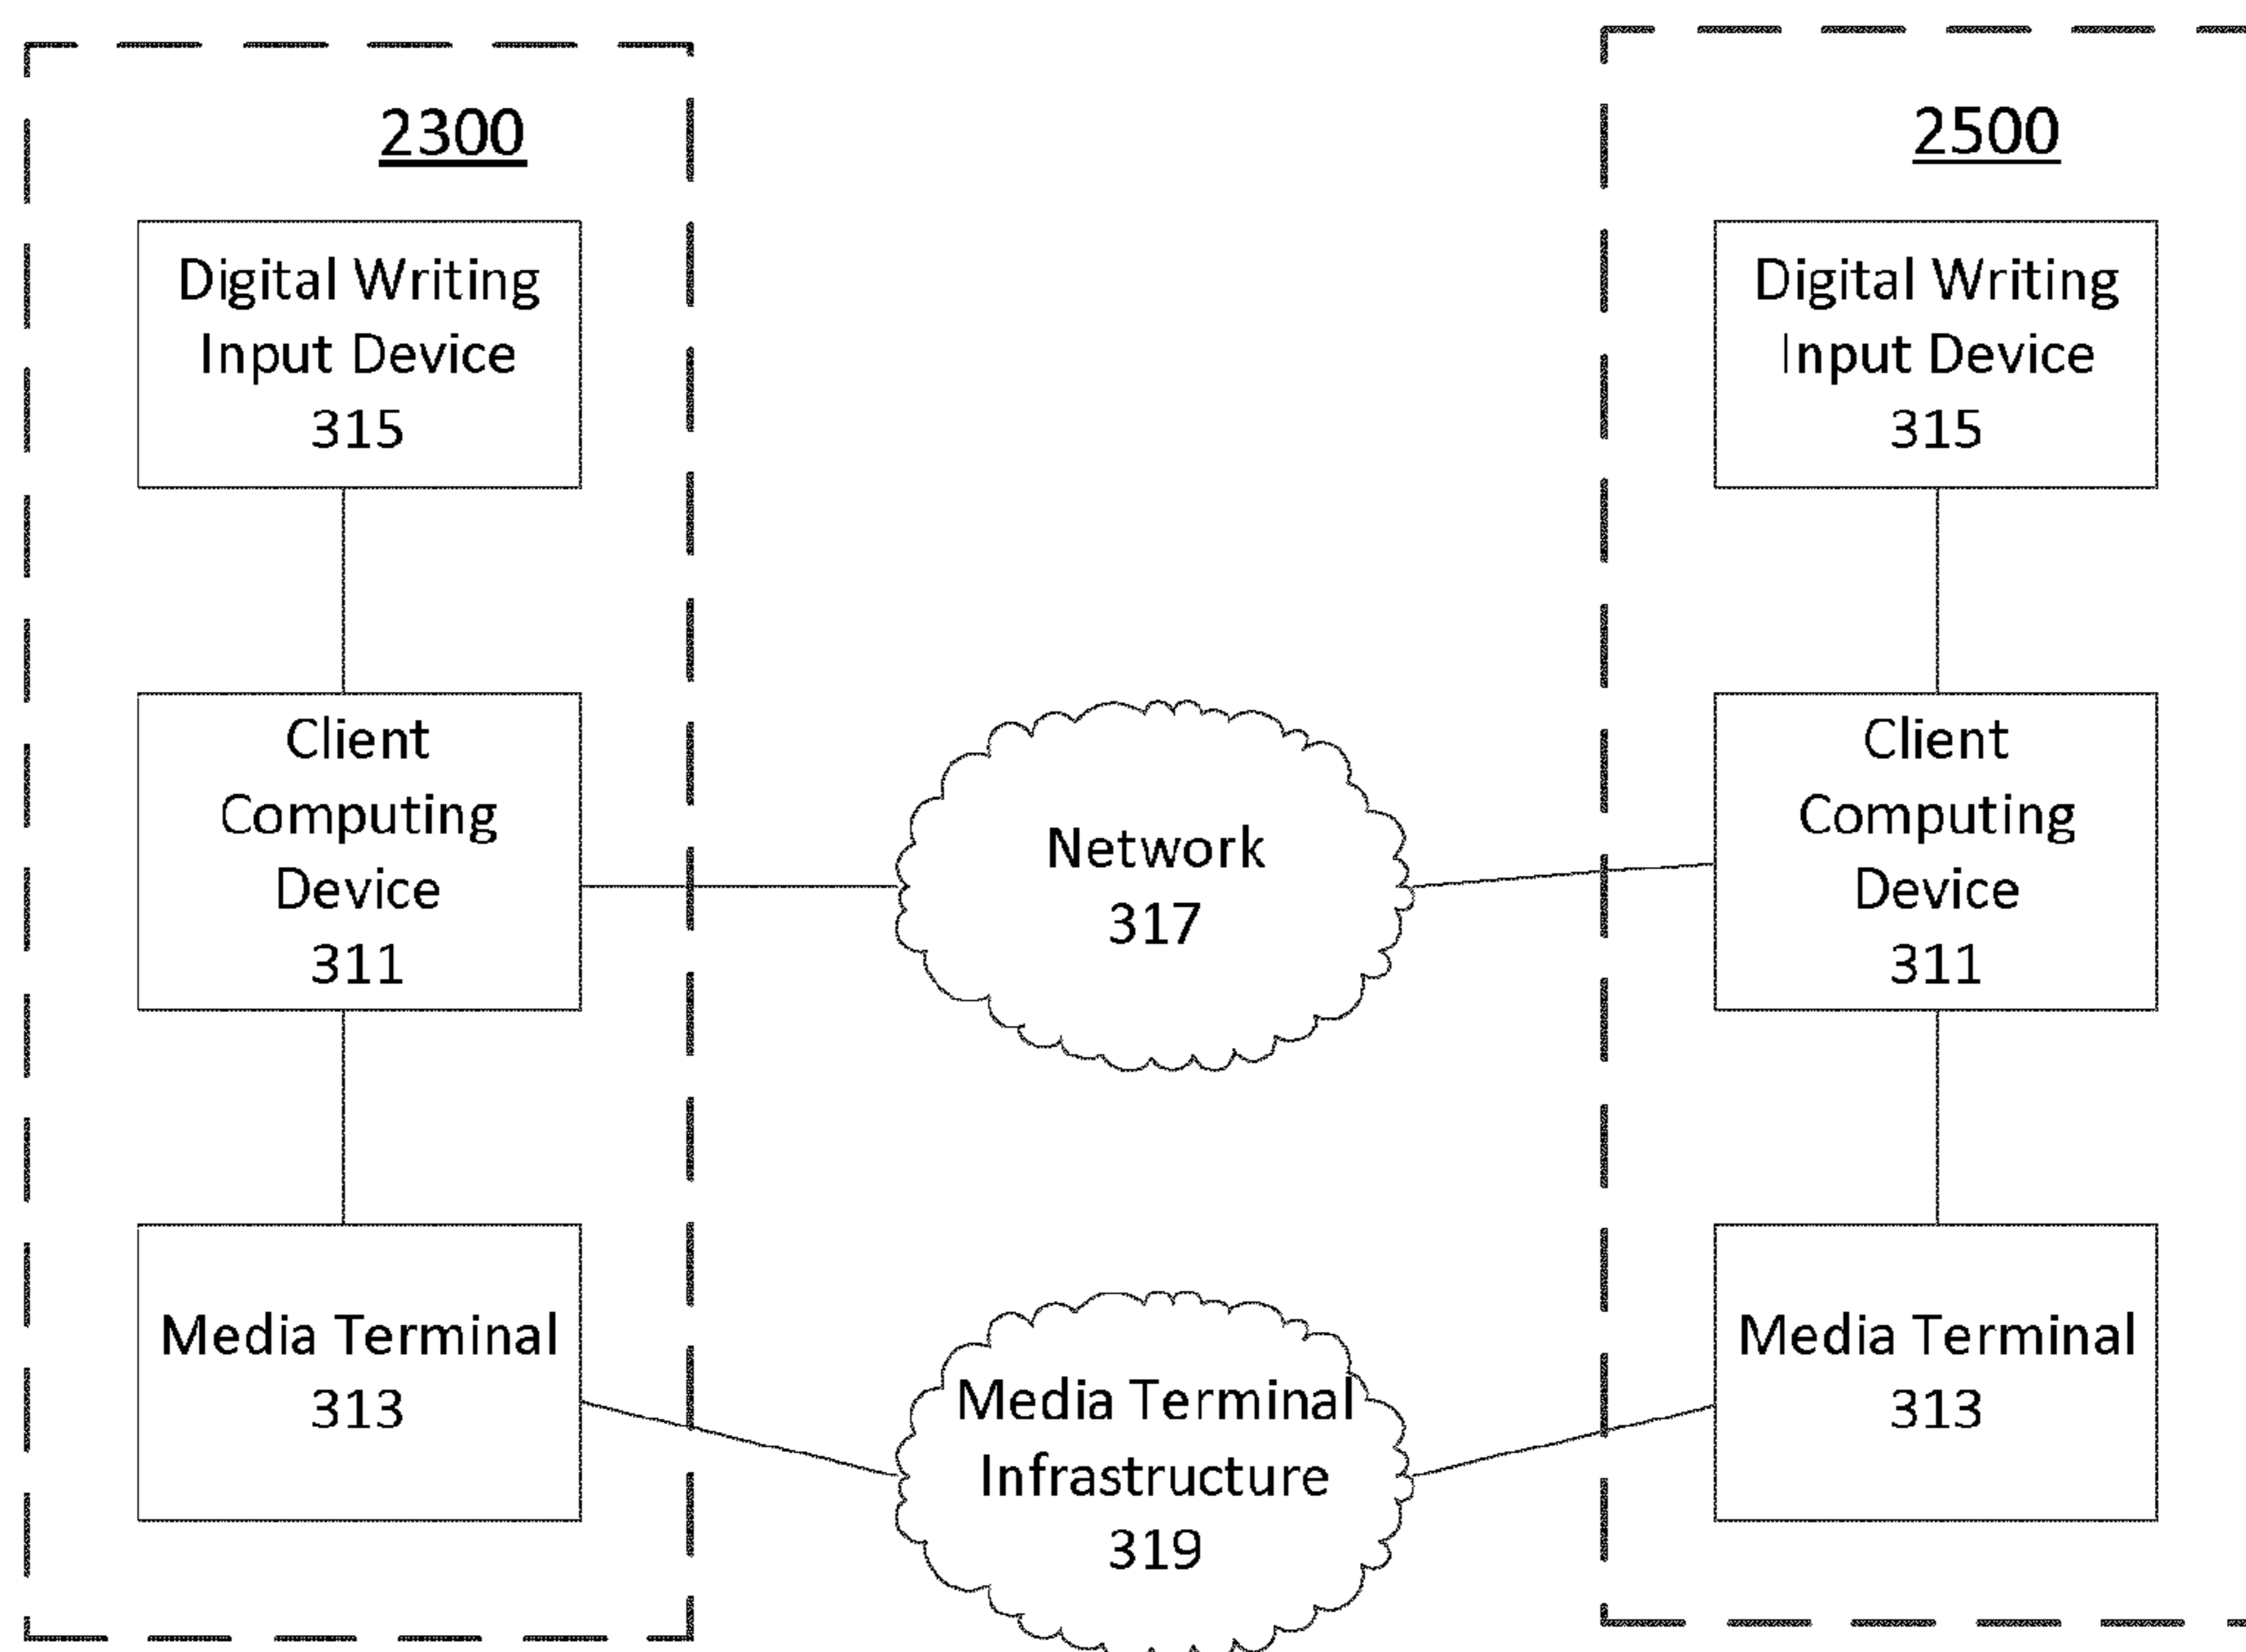 2300
Digital Writing
Input Device
315
Client
Computing
Device
311
Media Terminal
313
Network
317
Media Terminal
Infrastructure
319
2500
Digital Writing
Input Device
315
Client
Computing
Device
311
Media Terminal
313